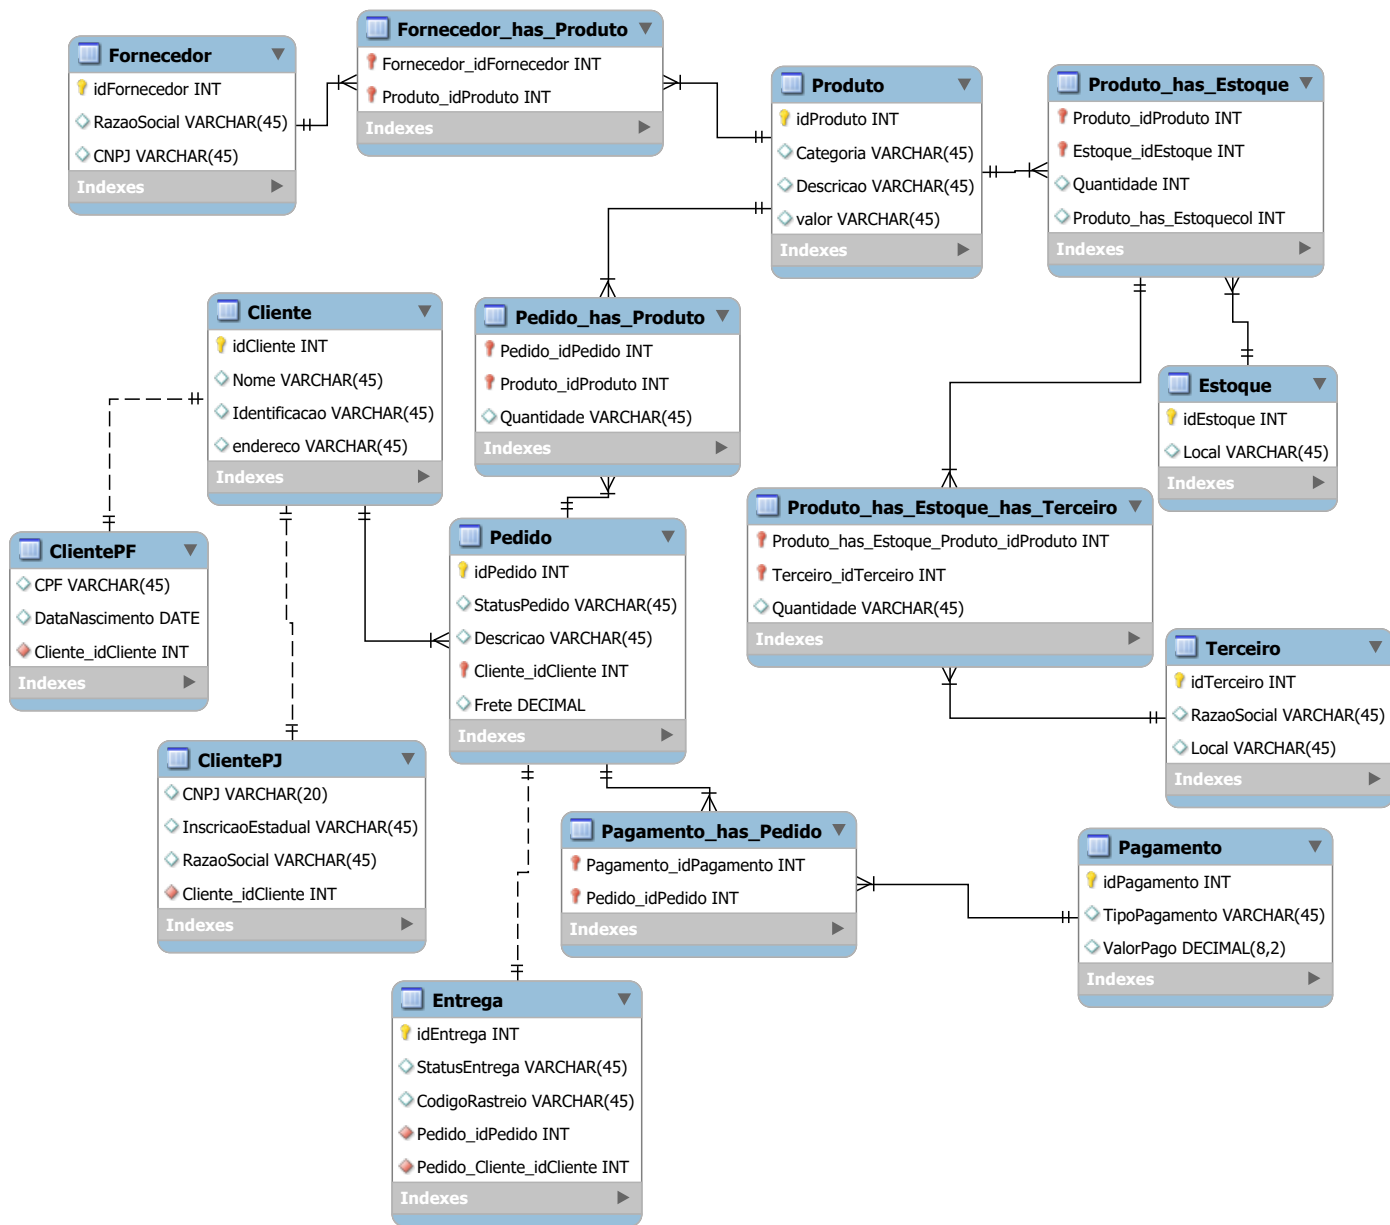 Fornecedor
idFornecedor INT
RazaoSocial VARCHAR(45)
CNPJ VARCHAR(45)
Indexes
Fornecedor_has_Produto
Fornecedor_idFornecedor INT
Produto_idProduto INT
Indexes
Produto
idProduto INT
Categoria VARCHAR(45)
Descricao VARCHAR(45)
valor VARCHAR(45)
Indexes
Produto_has_Estoque
Produto_idProduto INT
Estoque_idEstoque INT
Quantidade INT
Produto_has_Estoquecol INT
Indexes
Cliente
idCliente INT
Nome VARCHAR(45)
Identificacao VARCHAR(45)
endereco VARCHAR(45)
Indexes
Pedido_has_Produto
Pedido_idPedido INT
Produto_idProduto INT
Quantidade VARCHAR(45)
Indexes
Estoque
idEstoque INT
Local VARCHAR(45)
Indexes
ClientePF
CPF VARCHAR(45)
DataNascimento DATE
Cliente_idCliente INT
Indexes
Pedido
idPedido INT
StatusPedido VARCHAR(45)
Descricao VARCHAR(45)
Cliente_idCliente INT
Frete DECIMAL
Indexes
Produto_has_Estoque_has_Terceiro
Produto_has_Estoque_Produto_idProduto INT
Terceiro_idTerceiro INT
Quantidade VARCHAR(45)
Indexes
Terceiro
idTerceiro INT
RazaoSocial VARCHAR(45)
Local VARCHAR(45)
Indexes
ClientePJ
CNPJ VARCHAR(20)
InscricaoEstadual VARCHAR(45)
RazaoSocial VARCHAR(45)
Cliente_idCliente INT
Indexes
Pagamento_has_Pedido
Pagamento_idPagamento INT
Pedido_idPedido INT
Indexes
Pagamento
idPagamento INT
TipoPagamento VARCHAR(45)
ValorPago DECIMAL(8,2)
Indexes
Entrega
idEntrega INT
StatusEntrega VARCHAR(45)
CodigoRastreio VARCHAR(45)
Pedido_idPedido INT
Pedido_Cliente_idCliente INT
Indexes